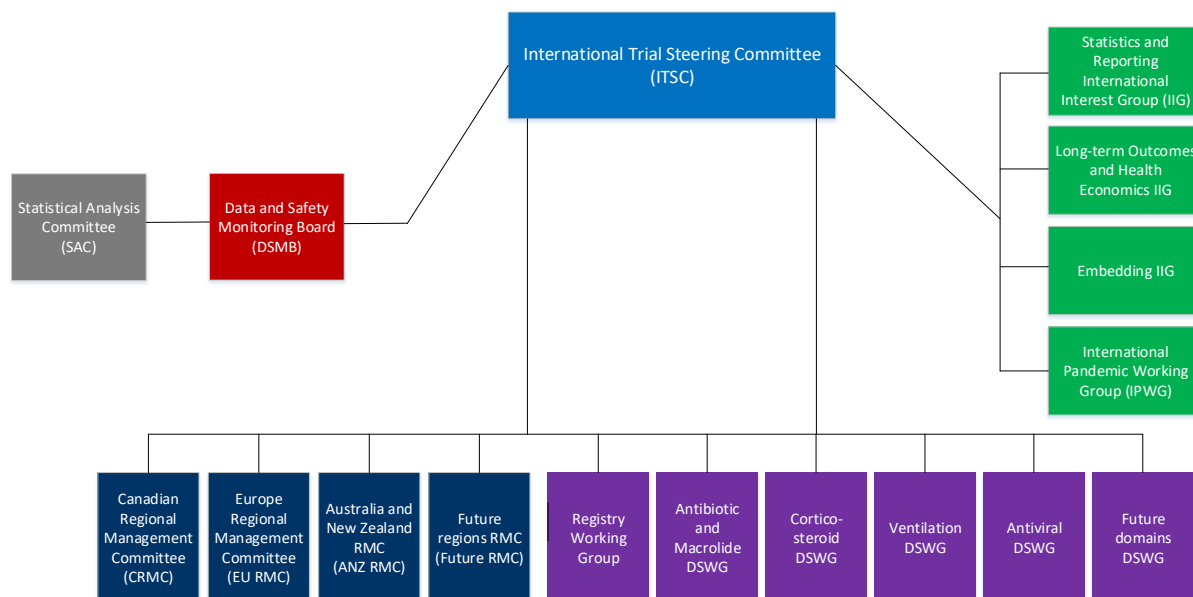 International Trial Steering Committee
(ITSC)
Statistics and
Reporting
International
Interest Group (IIG)
Long-term Outcomes
and Health
Economics IIG
Embedding IIG
International
Pandemic Working
Group (IPWG)
Statistical Analysis
Committee
(SAC)
Data and Safety
Monitoring Board
(DSMB)
Canadian
Regional
Management
Committee
(CRMC)
Europe
Regional
Management
Committee
(EU RMC)
Australia and
New Zealand
RMC
(ANZ RMC)
Future
regions RMC
(Future RMC)
Registry
Working
Group
Antibiotic
and
Macrolide
DSWG
Cortico-
steroid
DSWG
Ventilation
DSWG
Antiviral
DSWG
Future
domains
DSWG